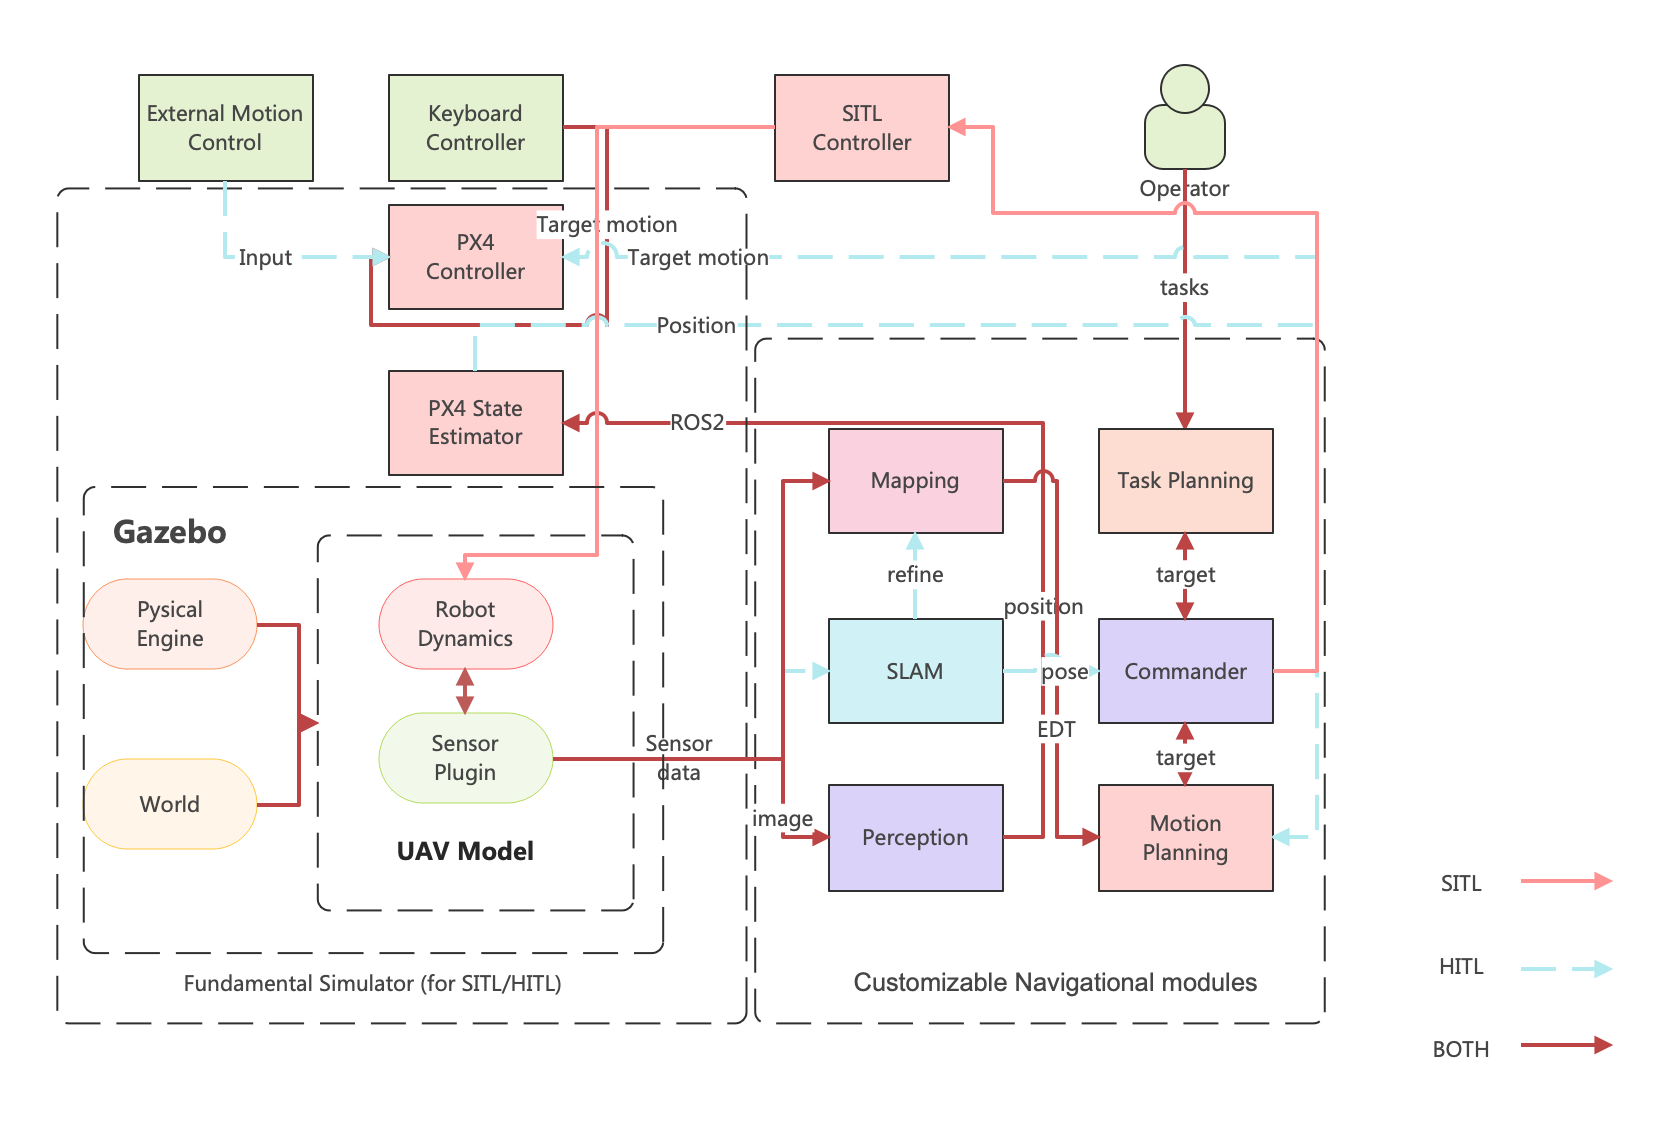 External Motion
Control
Keyboard
Controller
SITL
Controller
Operator
PX4
Controller
Target motion
Input
Target motion
tasks
Position
PX4 State
Estimator
ROS2
Mapping
Task Planning
Gazebo
refine
target
Pysical
Engine
Robot
Dynamics
position
SLAM
pose
Commander
Sensor
Plugin
Sensor
data
EDT
target
World
image
UAV Model
Perception
Motion
Planning
SITL
Fundamental Simulator (for SITL/HITL)
Customizable Navigational modules
HITL
BOTH